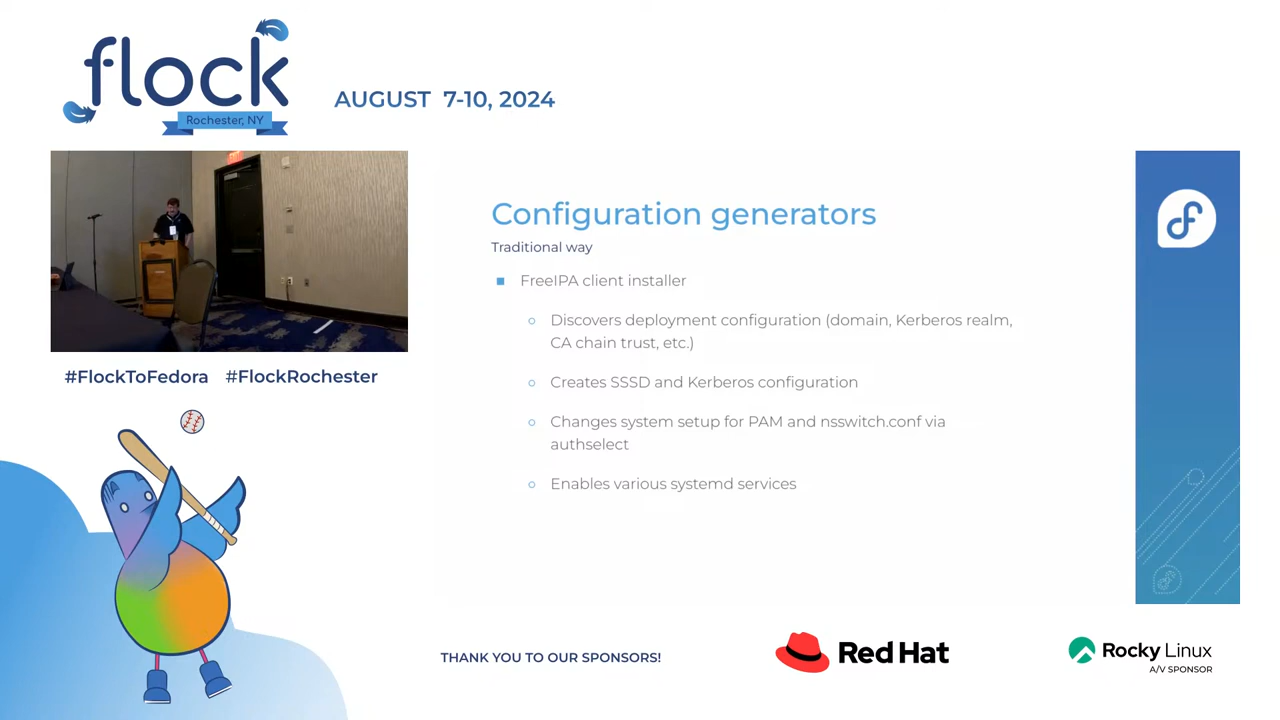 flock
Rochester, NY
AUGUST 7-10, 2024
Configuration generators
Traditional way
FreeIPA client installer
Discovers deployment configuration (domain, Kerberos realm,
CA chain trust, etc.)
Creates SSSD and Kerberos configuration
Changes system setup for PAM and nsswitch.conf via
authselect
Enables various systemd services
#FlockToFedora #FlockRochester
THANK YOU TO OUR SPONSORS!
Red Hat
Rocky Linux
A/V SPONSOR